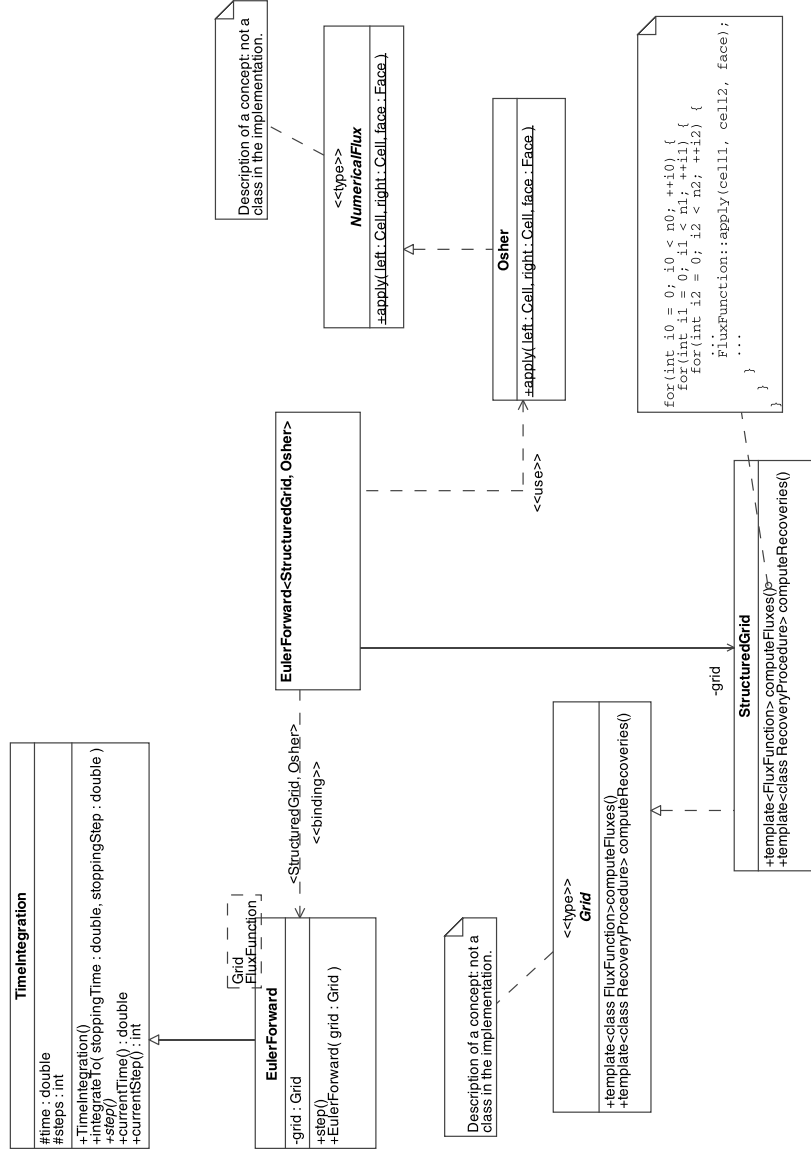 TimeIntegration
#time : double
#steps : int
+TimeIntegration()
+integrateTo( stoppingTime : double, stoppingStep : double )
+step()
+currentTime() : double
+currentStep() : int
Grid
FluxFunction
EulerForward
-grid : Grid
+step()
+EulerForward( grid : Grid )
<StructuredGrid, Osher>
<<binding>>
EulerForward<StructuredGrid, Osher>
Description of a concept: not a
class in the implementation.
<<type>>
NumericalFlux
+apply( left : Cell, right : Cell, face : Face )
Osher
+apply( left : Cell, right : Cell, face : Face )
<<use>>
Description of a concept: not a
class in the implementation.
<<type>>
Grid
+template<class FluxFunction>computeFluxes()
+template<class RecoveryProcedure> computeRecoveries()
-grid
StructuredGrid
+template<FluxFunction> computeFluxes()
+template<class RecoveryProcedure> computeRecoveries()
for(int i0 = 0; i0 < n0; ++i0) {
for(int i1 = 0; i1 < n1; ++i1) {
for(int i2 = 0; i2 < n2; ++i2) {
...
FluxFunction::apply(cell1, cell2, face);
...
}
}
}